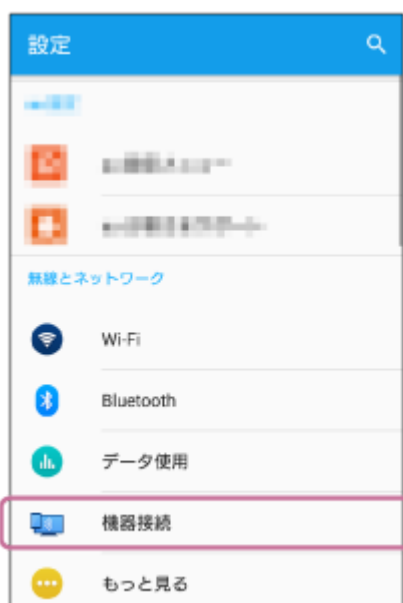 設定
無線とネットワーク
Wi-Fi
Bluetooth
データ使用
機器接続
もっと見る